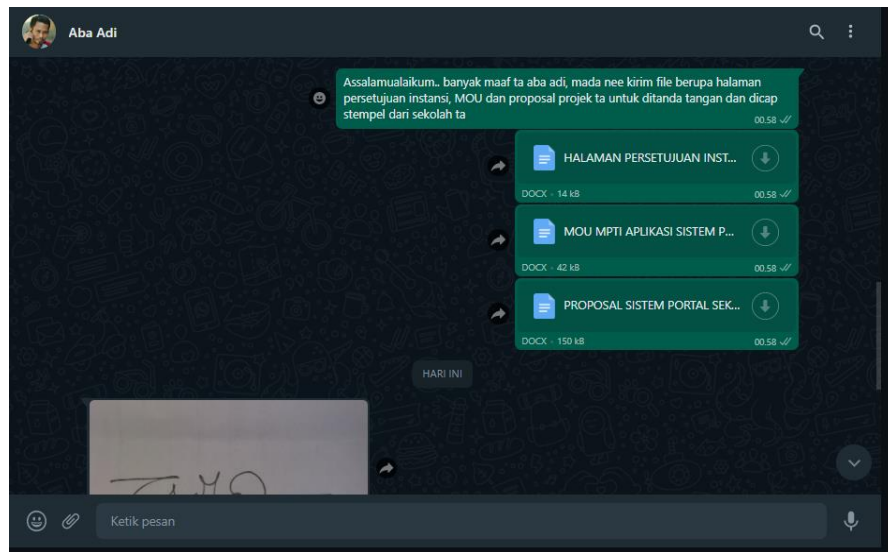 Aba Adi
Assalamualaikum.. banyak maaf ta aba adi, mada nee kirim file berupa halaman
persetujuan instansi, MOU dan proposal projek ta untuk ditanda tangan dan dicap
stempel dari sekolah ta
00.58
HALAMAN PERSETUJUAN INST...
DOCX • 14 kB
00.58
MOU MPTI APLIKASI SISTEM P...
DOCX • 42 kB
00.58
PROPOSAL SISTEM PORTAL SEK...
DOCX • 150 kB
00.58
HARI INI
Ketik pesan